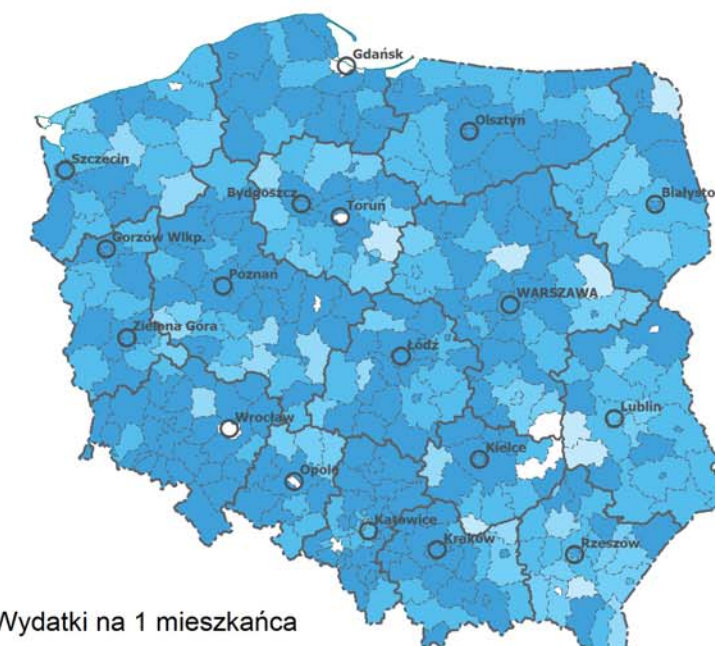 Gdańsk
Olsztyn
Szczecin
Bydgoszcz
Toruń
Białysto
Gorzów Wlkp.
Poznań
WARSZAWA
Zielona Góra
Łódź
Wrocław
Lublin
Kielce
Opole
Katowice
Kraków
Rzeszów
Wydatki na 1 mieszkańca